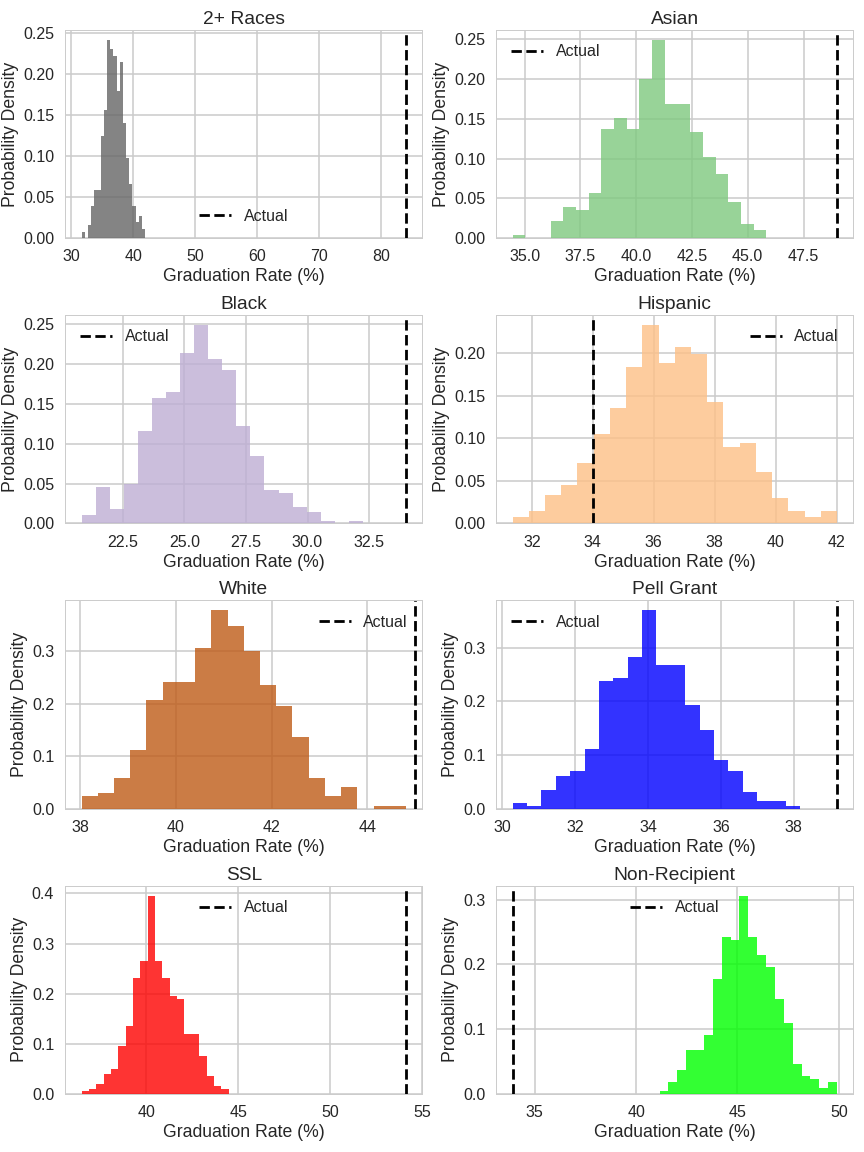 2+ Races
Probability Density
0.25
0.20
0.15
0.10
0.05
0.00
Actual
30 40 50 60 70 80
Graduation Rate (%)
Asian
Probability Density
0.25
0.20
0.15
0.10
0.05
0.00
Actual
35.0 37.5 40.0 42.5 45.0 47.5
Graduation Rate (%)
Black
Probability Density
0.25
0.20
0.15
0.10
0.05
0.00
Actual
22.5 25.0 27.5 30.0 32.5
Graduation Rate (%)
Hispanic
Probability Density
0.20
0.15
0.10
0.05
0.00
Actual
32 34 36 38 40 42
Graduation Rate (%)
White
Probability Density
0.3
0.2
0.1
0.0
Actual
38 40 42 44
Graduation Rate (%)
Pell Grant
Probability Density
0.3
0.2
0.1
0.0
Actual
30 32 34 36 38
Graduation Rate (%)
SSL
Probability Density
0.4
0.3
0.2
0.1
0.0
Actual
40 45 50 55
Graduation Rate (%)
Non-Recipient
Probability Density
0.3
0.2
0.1
0.0
Actual
35 40 45 50
Graduation Rate (%)